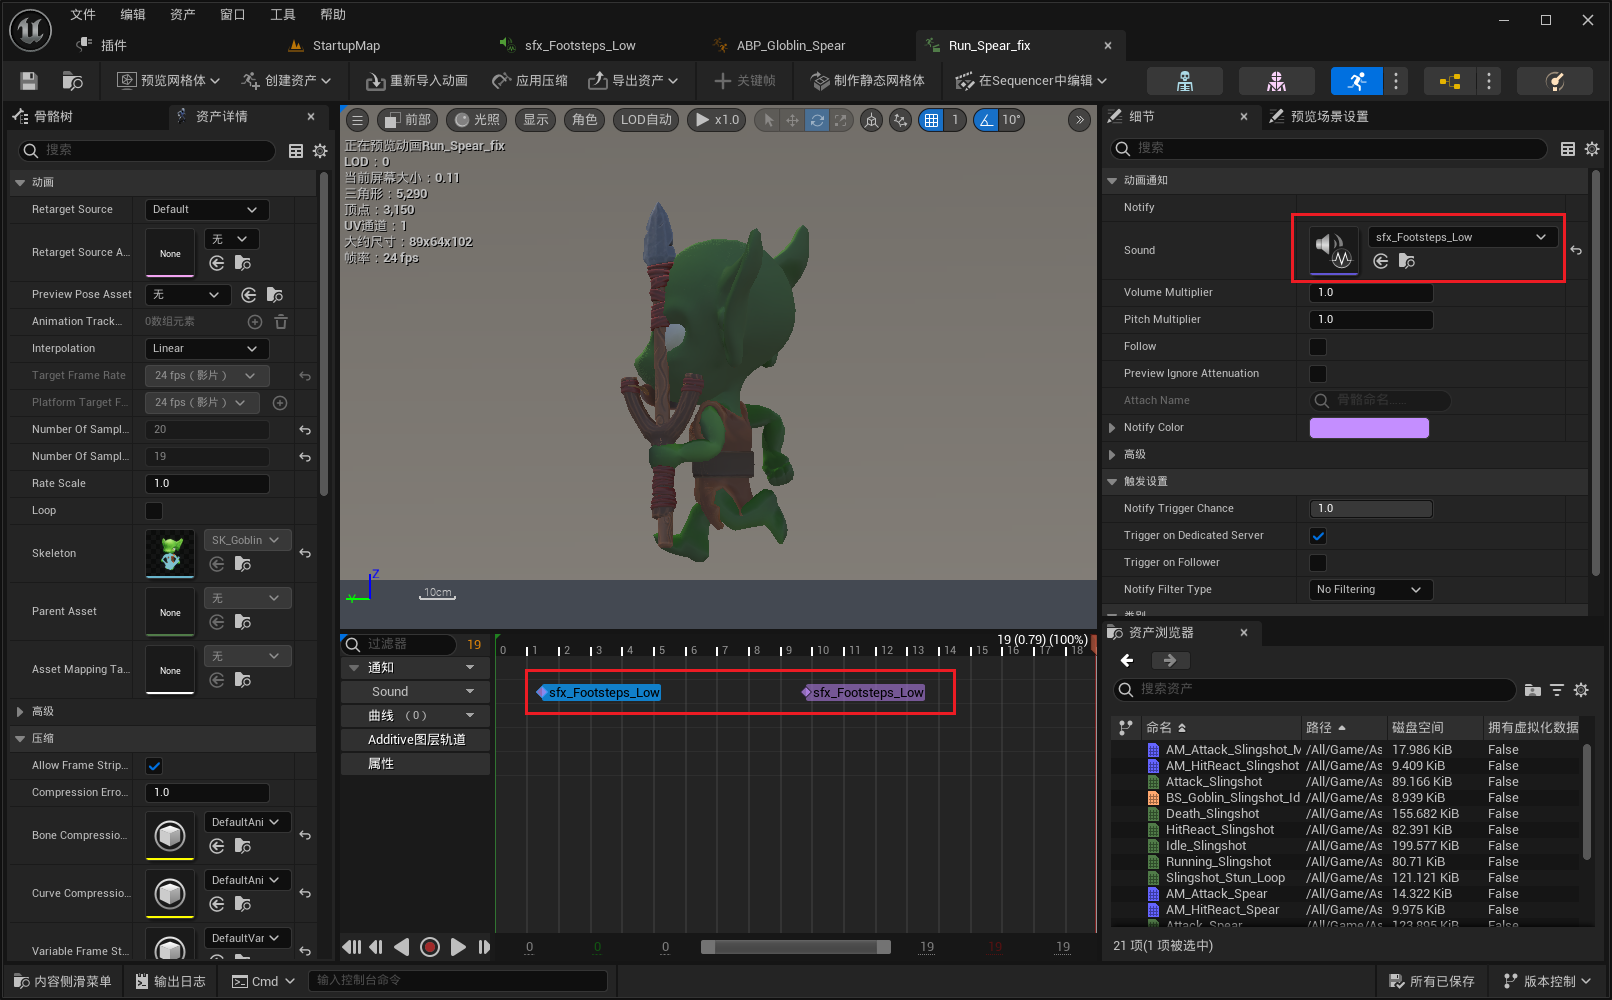 文件 编辑 资产 窗口 工具 帮助
插件 StartupMap sfx_Footsteps_Low ABP_Globlin_Spear Run_Spear_fix
预览网格体 创建资产 重新导入动画 应用压缩 导出资产 关键帧 制作静态网格体 在Sequencer中编辑
骨骼树 资产详情
搜索
动画
Retarget Source Default
Retarget Source A... None 无
Preview Pose Asset 无
Animation Track... 0数组元素
Interpolation Linear
Target Frame Rate 24 fps（影片）
Platform Target F... 24 fps（影片）
Number Of Sampl... 20
Number Of Sampl... 19
Rate Scale 1.0
Loop
Skeleton SK_Goblin
Parent Asset None 无
Asset Mapping Ta... None 无
高级
压缩
Allow Frame Strip...
Compression Erro... 1.0
Bone Compressio... DefaultAni
Curve Compressio... DefaultAni
Variable Frame St... DefaultVar
前部 光照 显示 角色 LOD自动 x1.0 1 10°
正在预览动画Run_Spear_fix
LOD：0
当前屏幕大小：0.11
三角形：5,290
顶点：3,150
UV通道：1
大约尺寸：89x64x102
帧率：24 fps
Z
Y
10cm
过滤器 19
19 (0.79) (100%)
0 1 2 3 4 5 6 7 8 9 10 11 12 13 14 15 16 17 18
通知
Sound sfx_Footsteps_Low sfx_Footsteps_Low
曲线 （0）
Additive图层轨道
属性
0 0 0 19 19 19
细节 预览场景设置
搜索
动画通知
Notify
Sound sfx_Footsteps_Low
Volume Multiplier 1.0
Pitch Multiplier 1.0
Follow
Preview Ignore Attenuation
Attach Name 骨骼命名……
Notify Color
高级
触发设置
Notify Trigger Chance 1.0
Trigger on Dedicated Server
Trigger on Follower
Notify Filter Type No Filtering
类别
资产浏览器
搜索资产
命名 路径 磁盘空间 拥有虚拟化数据
AM_Attack_Slingshot_M /All/Game/As 17.986 KiB False
AM_HitReact_Slingshot /All/Game/As 9.409 KiB False
Attack_Slingshot /All/Game/As 89.166 KiB False
BS_Goblin_Slingshot_Id /All/Game/As 8.939 KiB False
Death_Slingshot /All/Game/As 155.682 KiB False
HitReact_Slingshot /All/Game/As 82.391 KiB False
Idle_Slingshot /All/Game/As 199.577 KiB False
Running_Slingshot /All/Game/As 80.71 KiB False
Slingshot_Stun_Loop /All/Game/As 121.121 KiB False
AM_Attack_Spear /All/Game/As 14.322 KiB False
AM_HitReact_Spear /All/Game/As 9.975 KiB False
Attack_Spear /All/Game/As 123.895 KiB False
21 项(1 项被选中)
内容侧滑菜单 输出日志 Cmd 输入控制台命令 所有已保存 版本控制